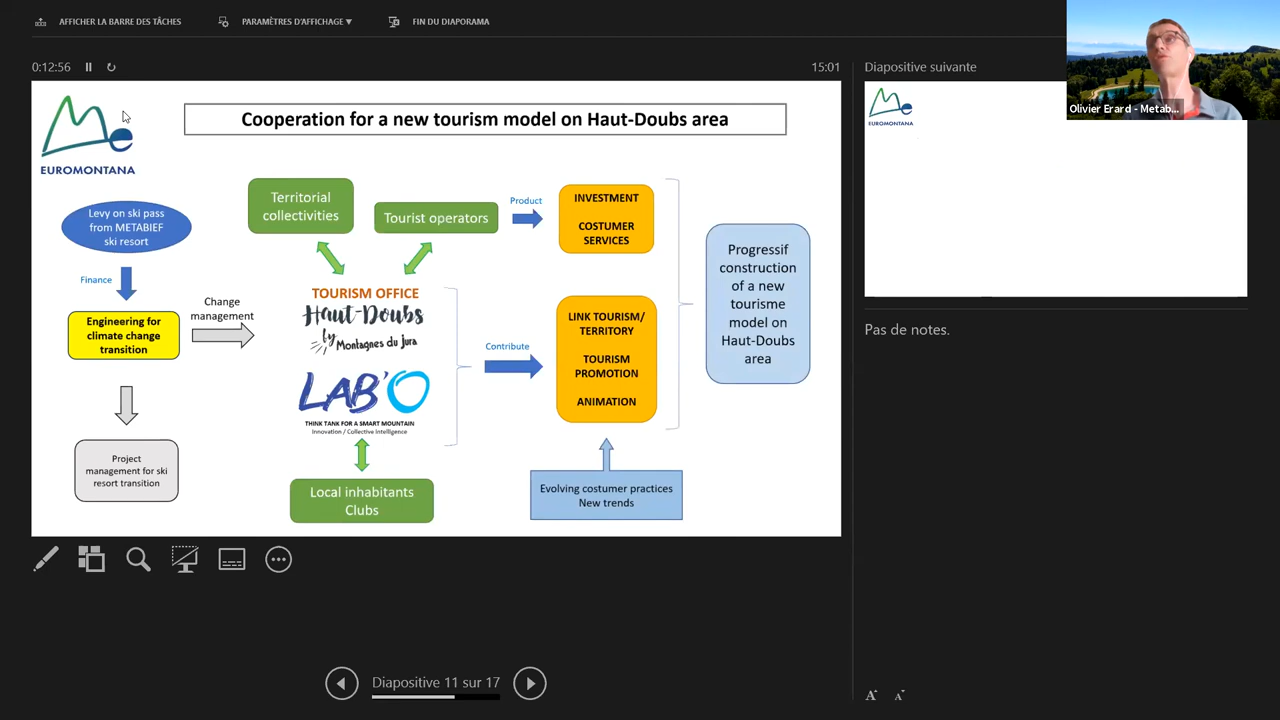 AFFICHER LA BARRE DES TÂCHES
PARAMÈTRES D'AFFICHAGE ▾
FIN DU DIAPORAMA
0:12:56
15:01
Diapositive suivante
Olivier Erard - Metab...
EUROMONTANA
Cooperation for a new tourism model on Haut-Doubs area
EUROMONTANA
Levy on ski pass
from METABIEF
ski resort
Finance
Engineering for
climate change
transition
Change
management
Project
management for ski
resort transition
Territorial
collectivities
Tourist operators
TOURISM OFFICE
Haut-Doubs
by Montagnes du jura
LAB'O
THINK TANK FOR A SMART MOUNTAIN
Innovation / Collective Intelligence
Local inhabitants
Clubs
Product
INVESTMENT
COSTUMER
SERVICES
Contribute
LINK TOURISM/
TERRITORY
TOURISM
PROMOTION
ANIMATION
Evolving costumer practices
New trends
Progressif
construction
of a new
tourisme
model on
Haut-Doubs
area
Pas de notes.
Diapositive 11 sur 17
A A